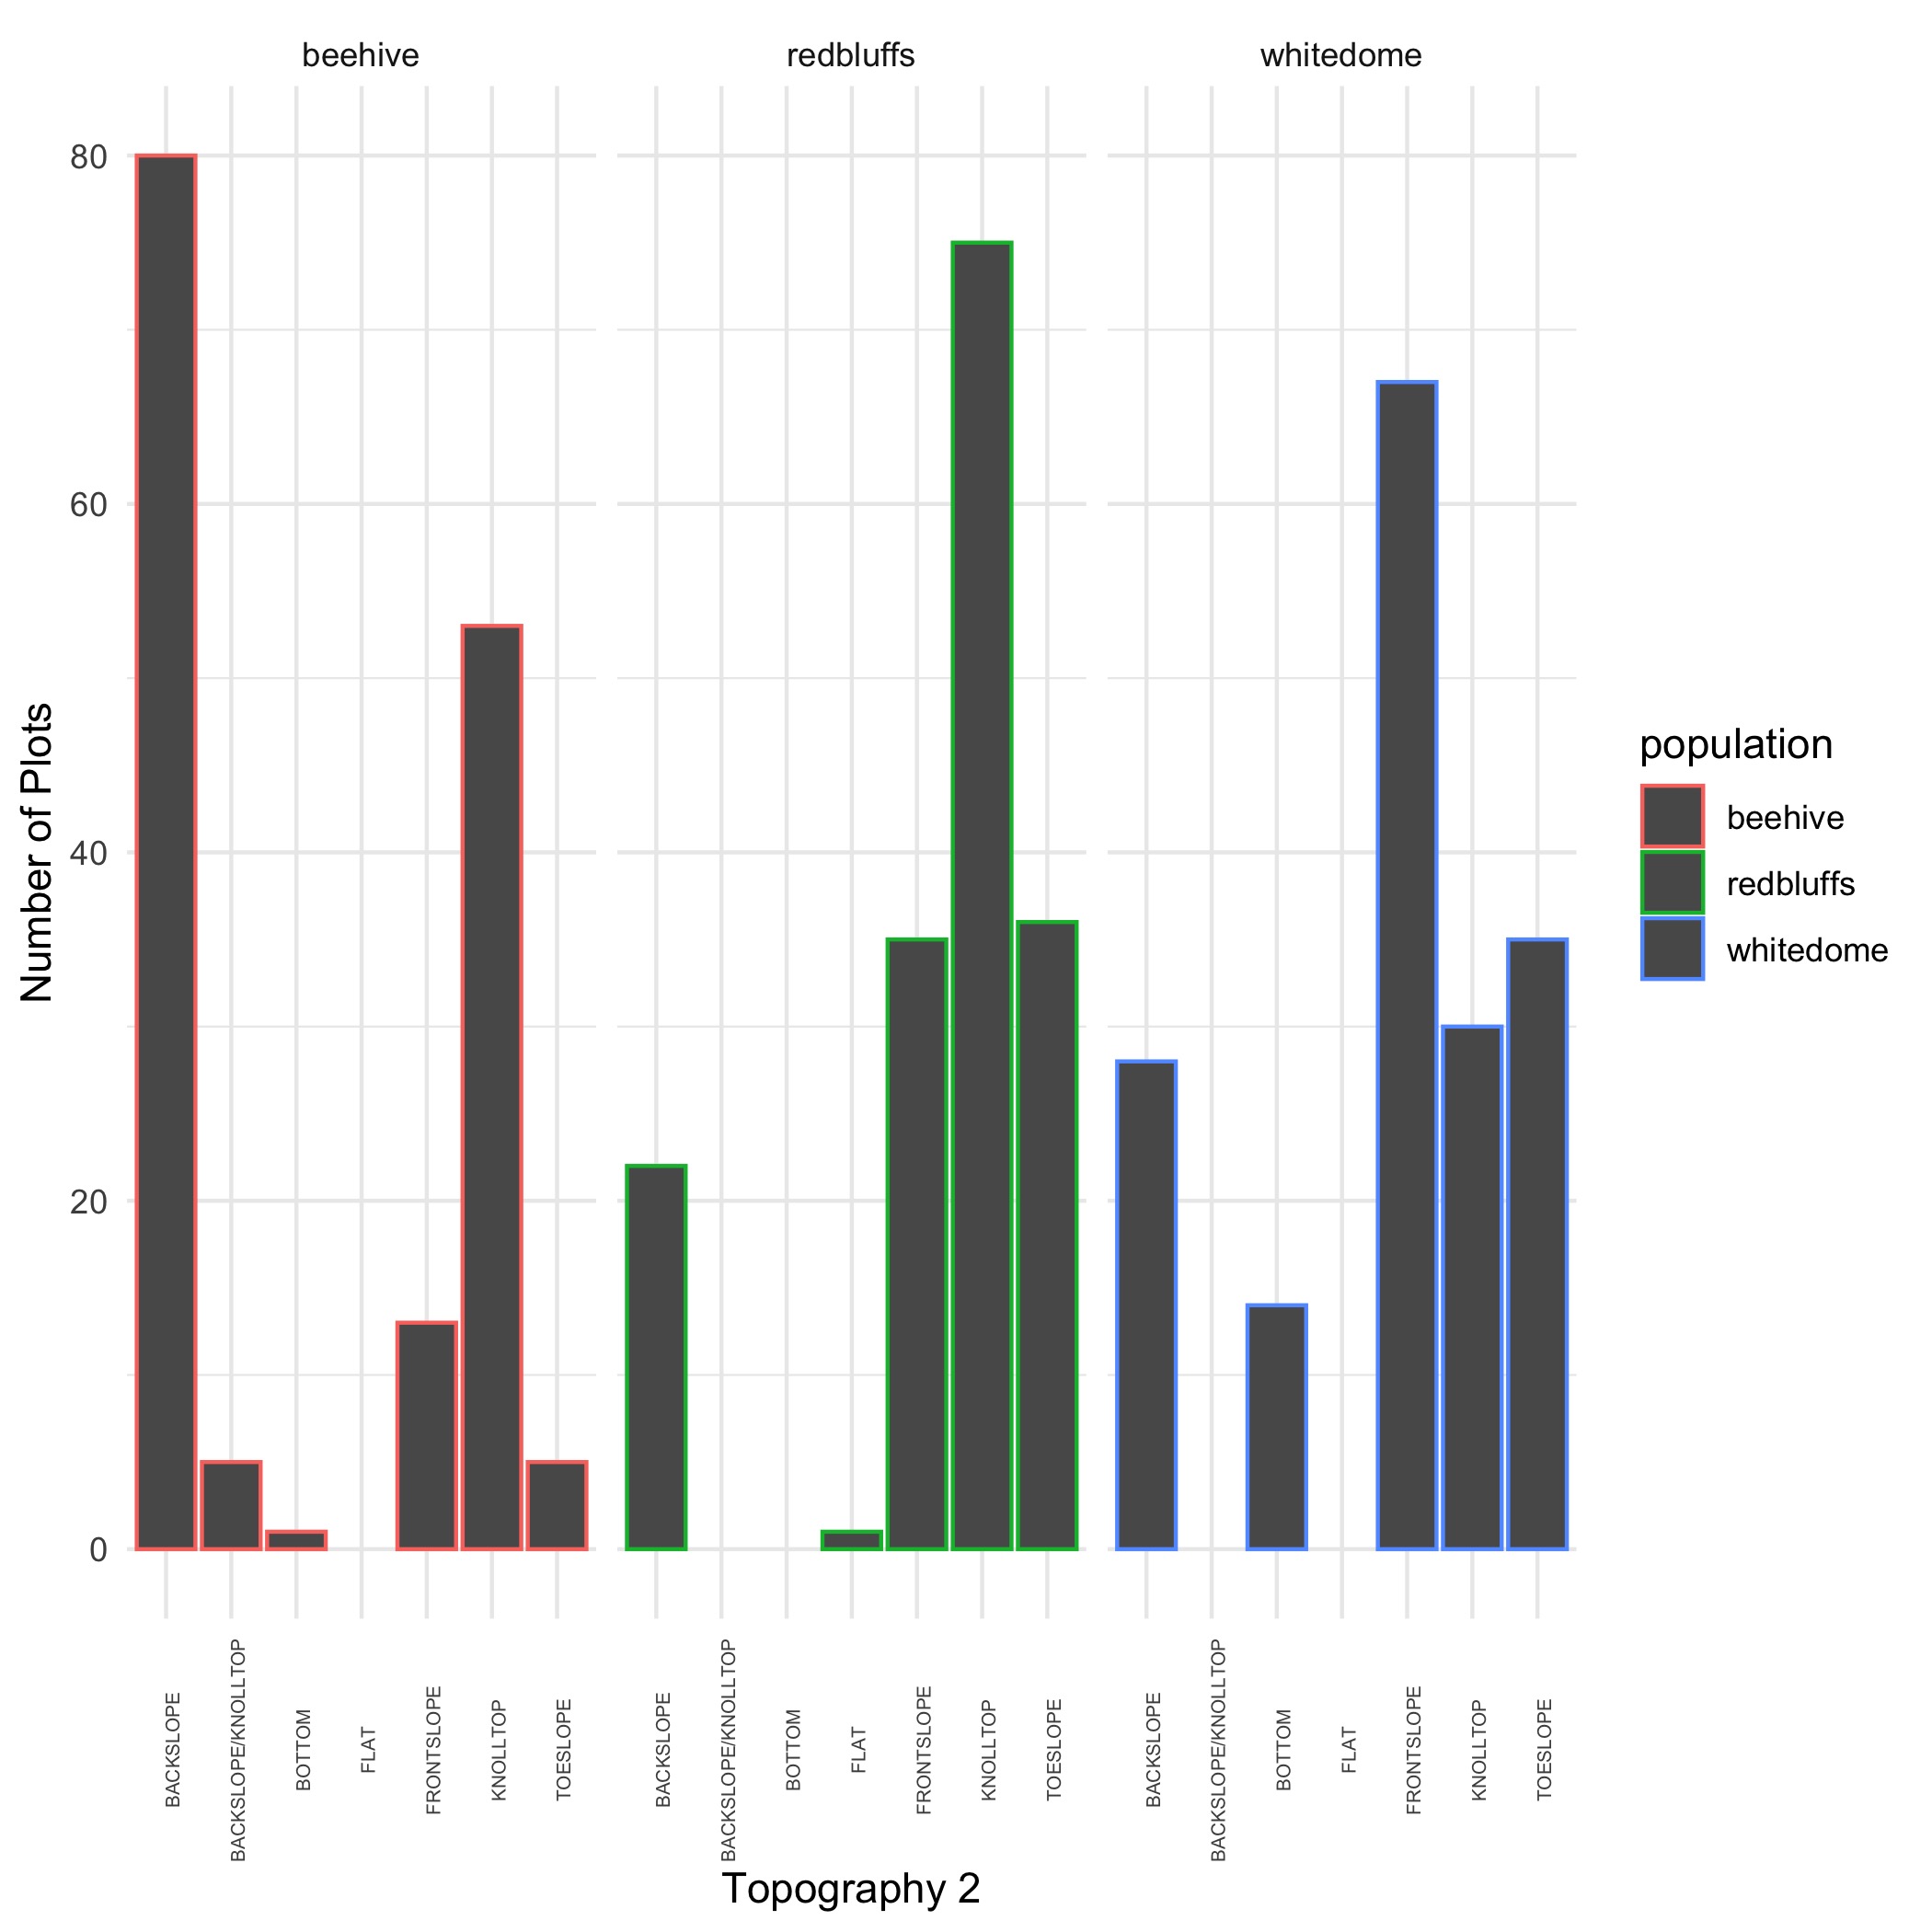 beehive redbluffs whitedome
80
60
40
20
0
Number of Plots
BACKSLOPE
BACKSLOPE/KNOLLTOP
BOTTOM
FLAT
FRONTSLOPE
KNOLLTOP
TOESLOPE
BACKSLOPE
BACKSLOPE/KNOLLTOP
BOTTOM
FLAT
FRONTSLOPE
KNOLLTOP
TOESLOPE
BACKSLOPE
BACKSLOPE/KNOLLTOP
BOTTOM
FLAT
FRONTSLOPE
KNOLLTOP
TOESLOPE
Topography 2
population
beehive
redbluffs
whitedome